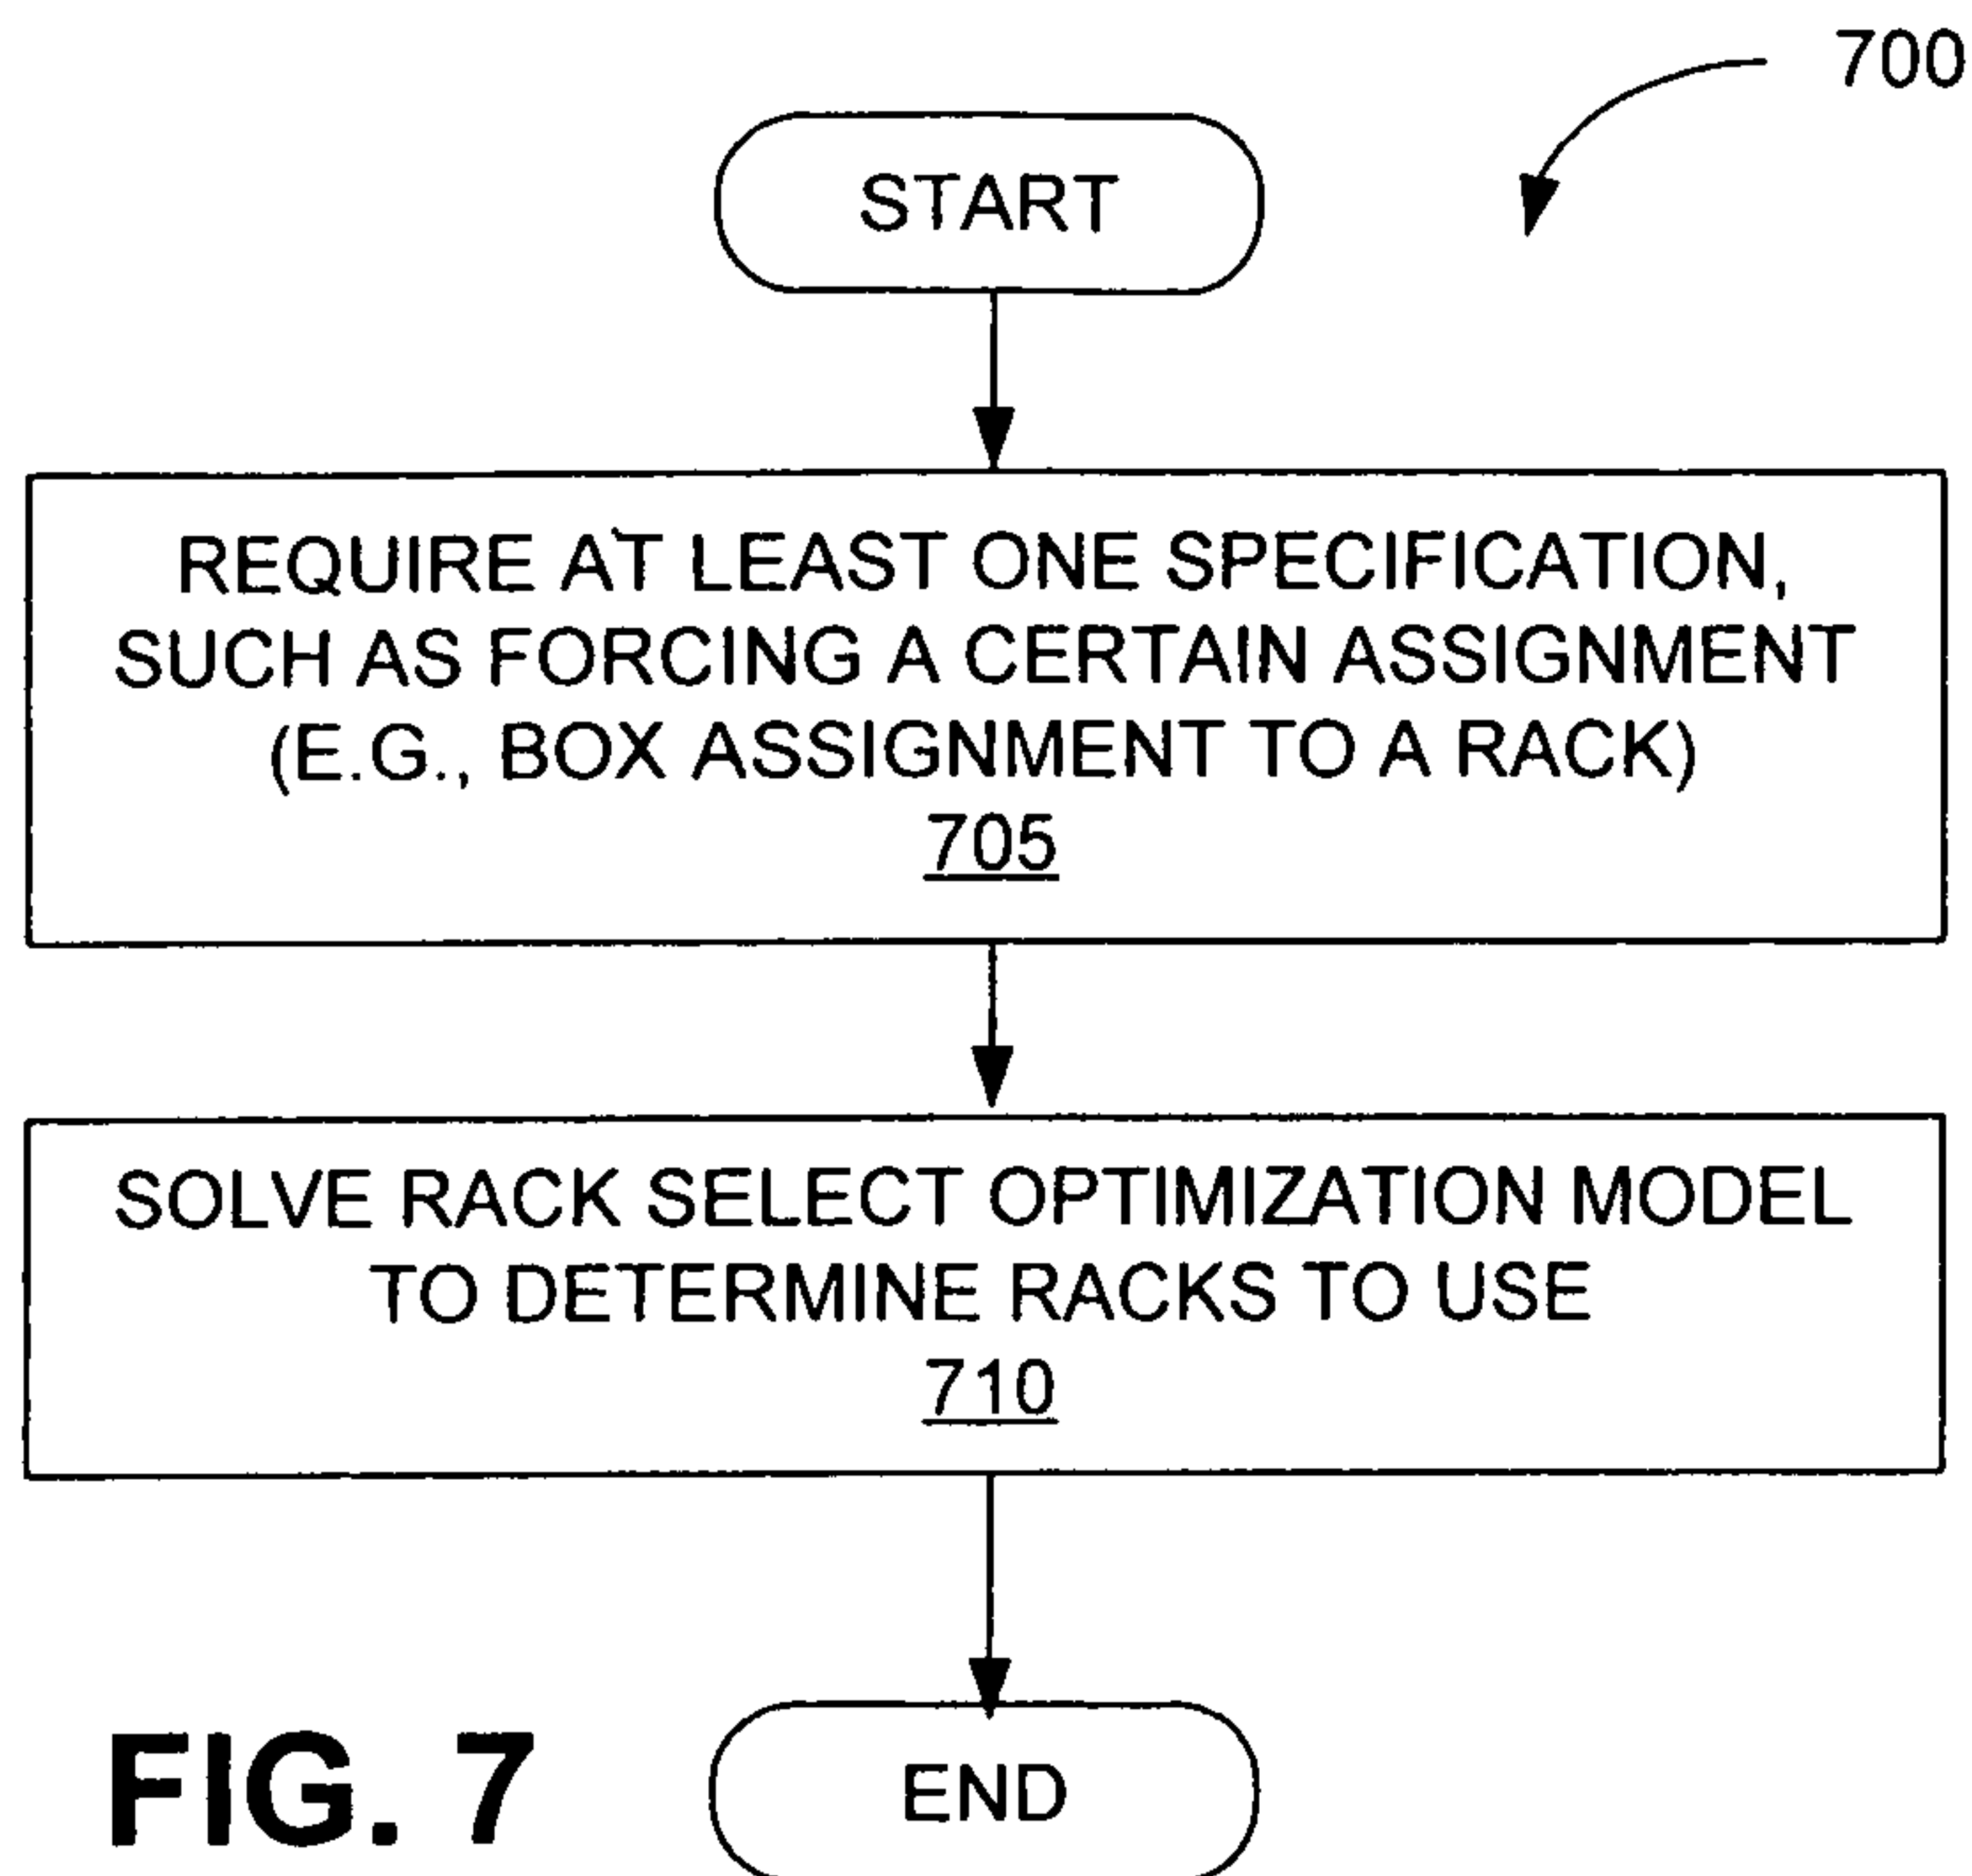 700
START
REQUIRE AT LEAST ONE SPECIFICATION,
SUCH AS FORCING A CERTAIN ASSIGNMENT
(E.G., BOX ASSIGNMENT TO A RACK)
705
SOLVE RACK SELECT OPTIMIZATION MODEL
TO DETERMINE RACKS TO USE
710
FIG. 7
END